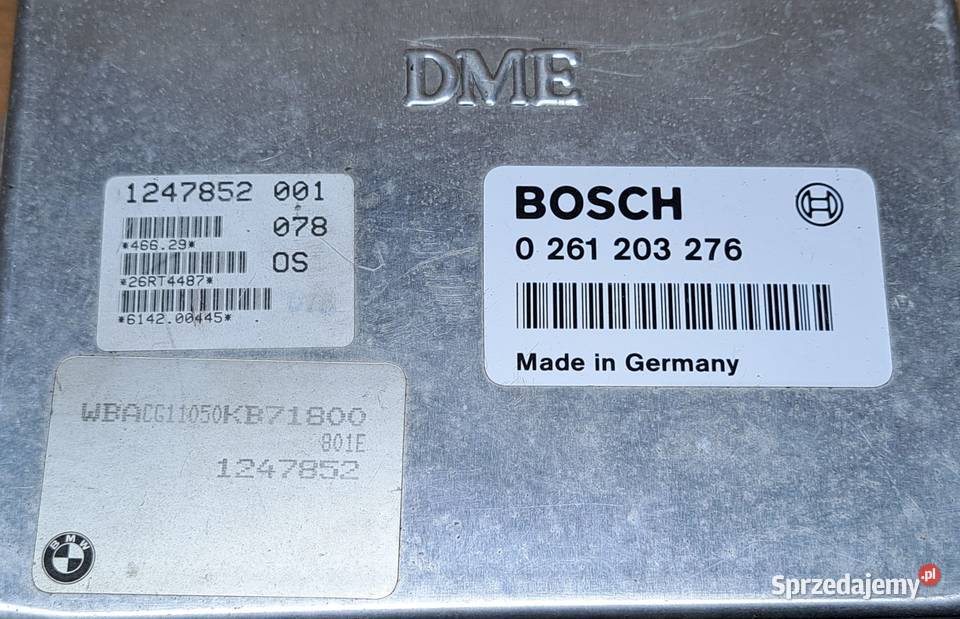 DME
1247852 001
078
*466.29*
OS
*26RT4487*
*6142.00445*
BOSCH
0 261 203 276
Made in Germany
WBACG11050KB71800
801E
1247852
BMW
Sprzedajemy.pl